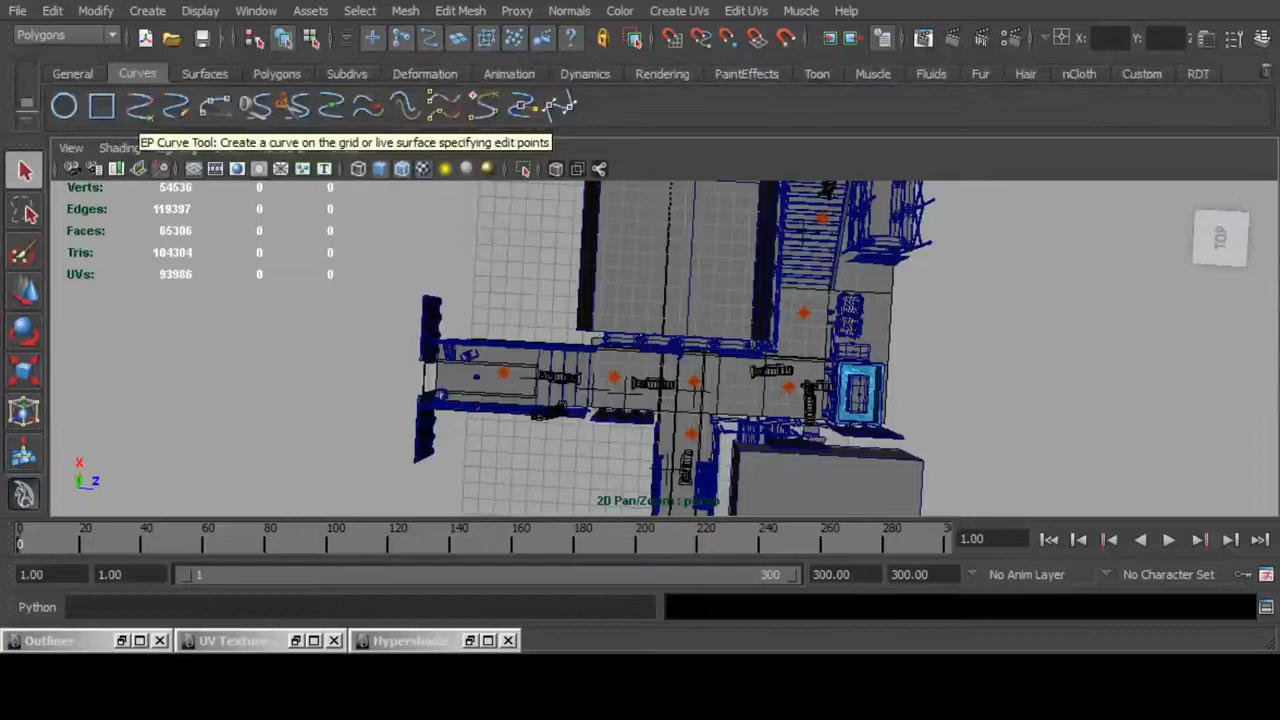 File Edit Modify Create Display Window Assets Select Mesh Edit Mesh Proxy Normals Color Create UVs Edit UVs Muscle Help
Polygons X: Y:
General Curves Surfaces Polygons Subdivs Deformation Animation Dynamics Rendering PaintEffects Toon Muscle Fluids Fur Hair nCloth Custom RDT
EP Curve Tool: Create a curve on the grid or live surface specifying edit points
View Shading
Verts: 54536 0 0
Edges: 119397 0 0
Faces: 65306 0 0
Tris: 104304 0 0
UVs: 93986 0 0
TOP
X
Y Z
2D Pan/Zoom : persp
0 20 40 60 80 100 120 140 160 180 200 220 240 260 280
0 1.00
1.00 1.00 1 300 300.00 300.00 No Anim Layer No Character Set
Python
Outliner UV Texture Hypershade